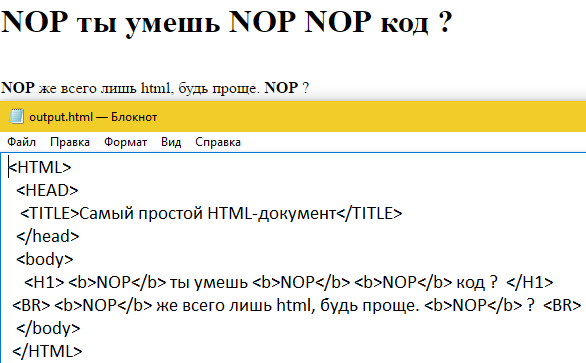 NOP ты умешь NOP NOP код ?
NOP же всего лишь html, будь проще. NOP ?
output.html — Блокнот
Файл Правка Формат Вид Справка
<HTML>
<HEAD>
<TITLE>Самый простой HTML-документ</TITLE>
</head>
<body>
<H1> <b>NOP</b> ты умешь <b>NOP</b> <b>NOP</b> код ?  </H1>
<BR> <b>NOP</b> же всего лишь html, будь проще. <b>NOP</b> ?  <BR>
</body>
</HTML>